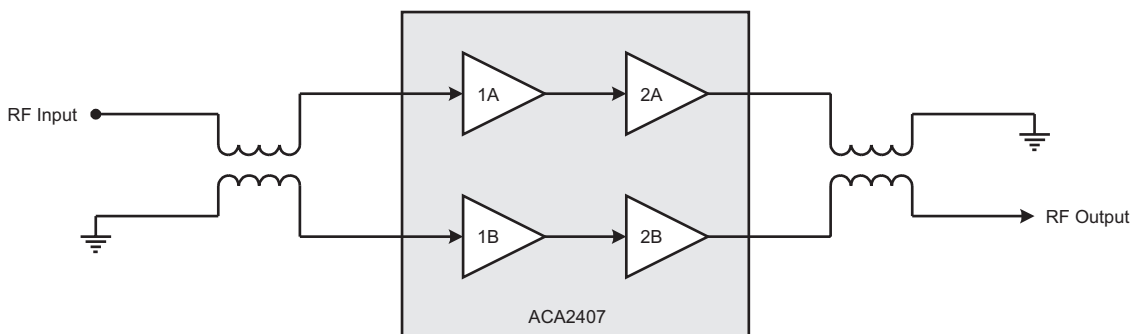 RF Input
1A
2A
1B
2B
RF Output
ACA2407